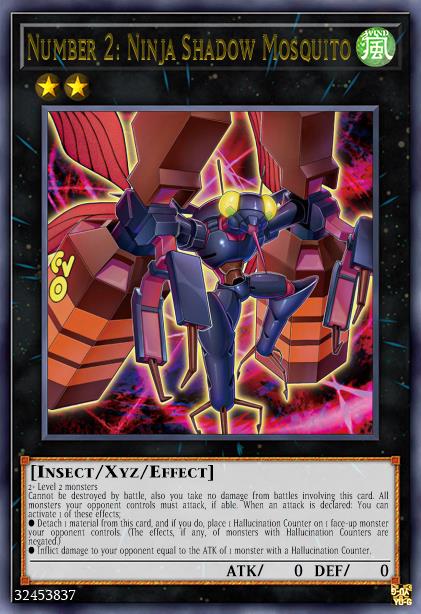 Number 2: Ninja Shadow Mosquito
WIND
風
[Insect/Xyz/Effect]
2+ Level 2 monsters
Cannot be destroyed by battle, also you take no damage from battles involving this card. All
monsters your opponent controls must attack, if able. When an attack is declared: You can
activate 1 of these effects;
● Detach 1 material from this card, and if you do, place 1 Hallucination Counter on 1 face-up monster
your opponent controls. (The effects, if any, of monsters with Hallucination Counters are
negated.)
● Inflict damage to your opponent equal to the ATK of 1 monster with a Hallucination Counter.
ATK/ 0 DEF/ 0
32453837